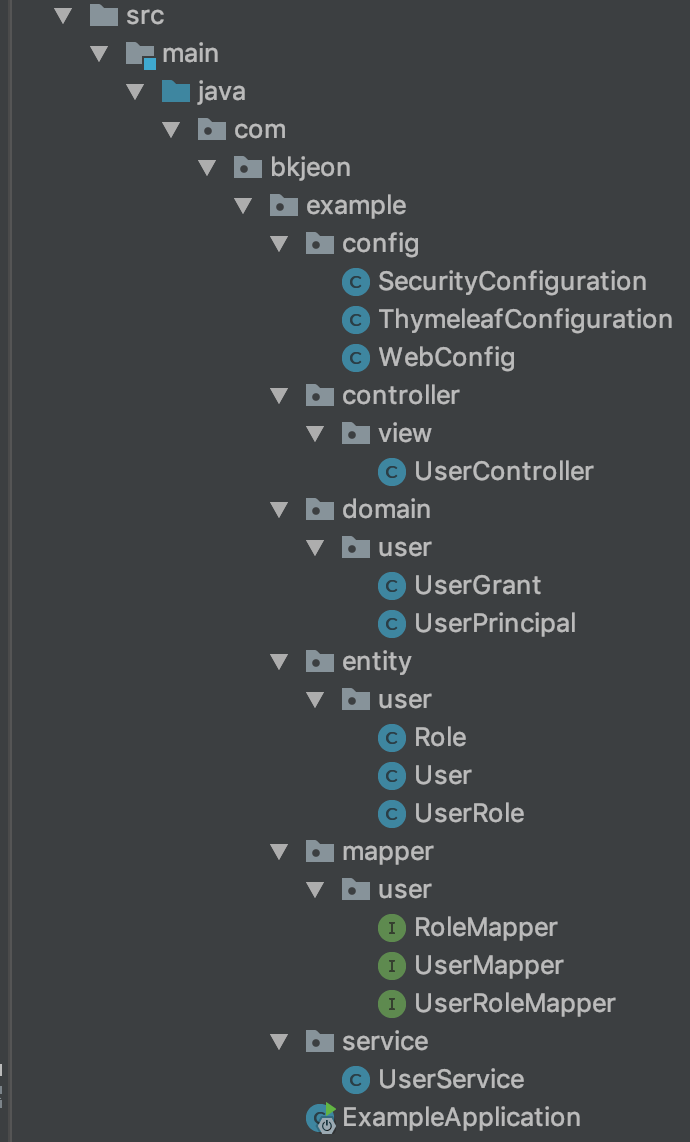 src
main
java
com
bkjeon
example
config
SecurityConfiguration
ThymeleafConfiguration
WebConfig
controller
view
UserController
domain
user
UserGrant
UserPrincipal
entity
user
Role
User
UserRole
mapper
user
RoleMapper
UserMapper
UserRoleMapper
service
UserService
ExampleApplication